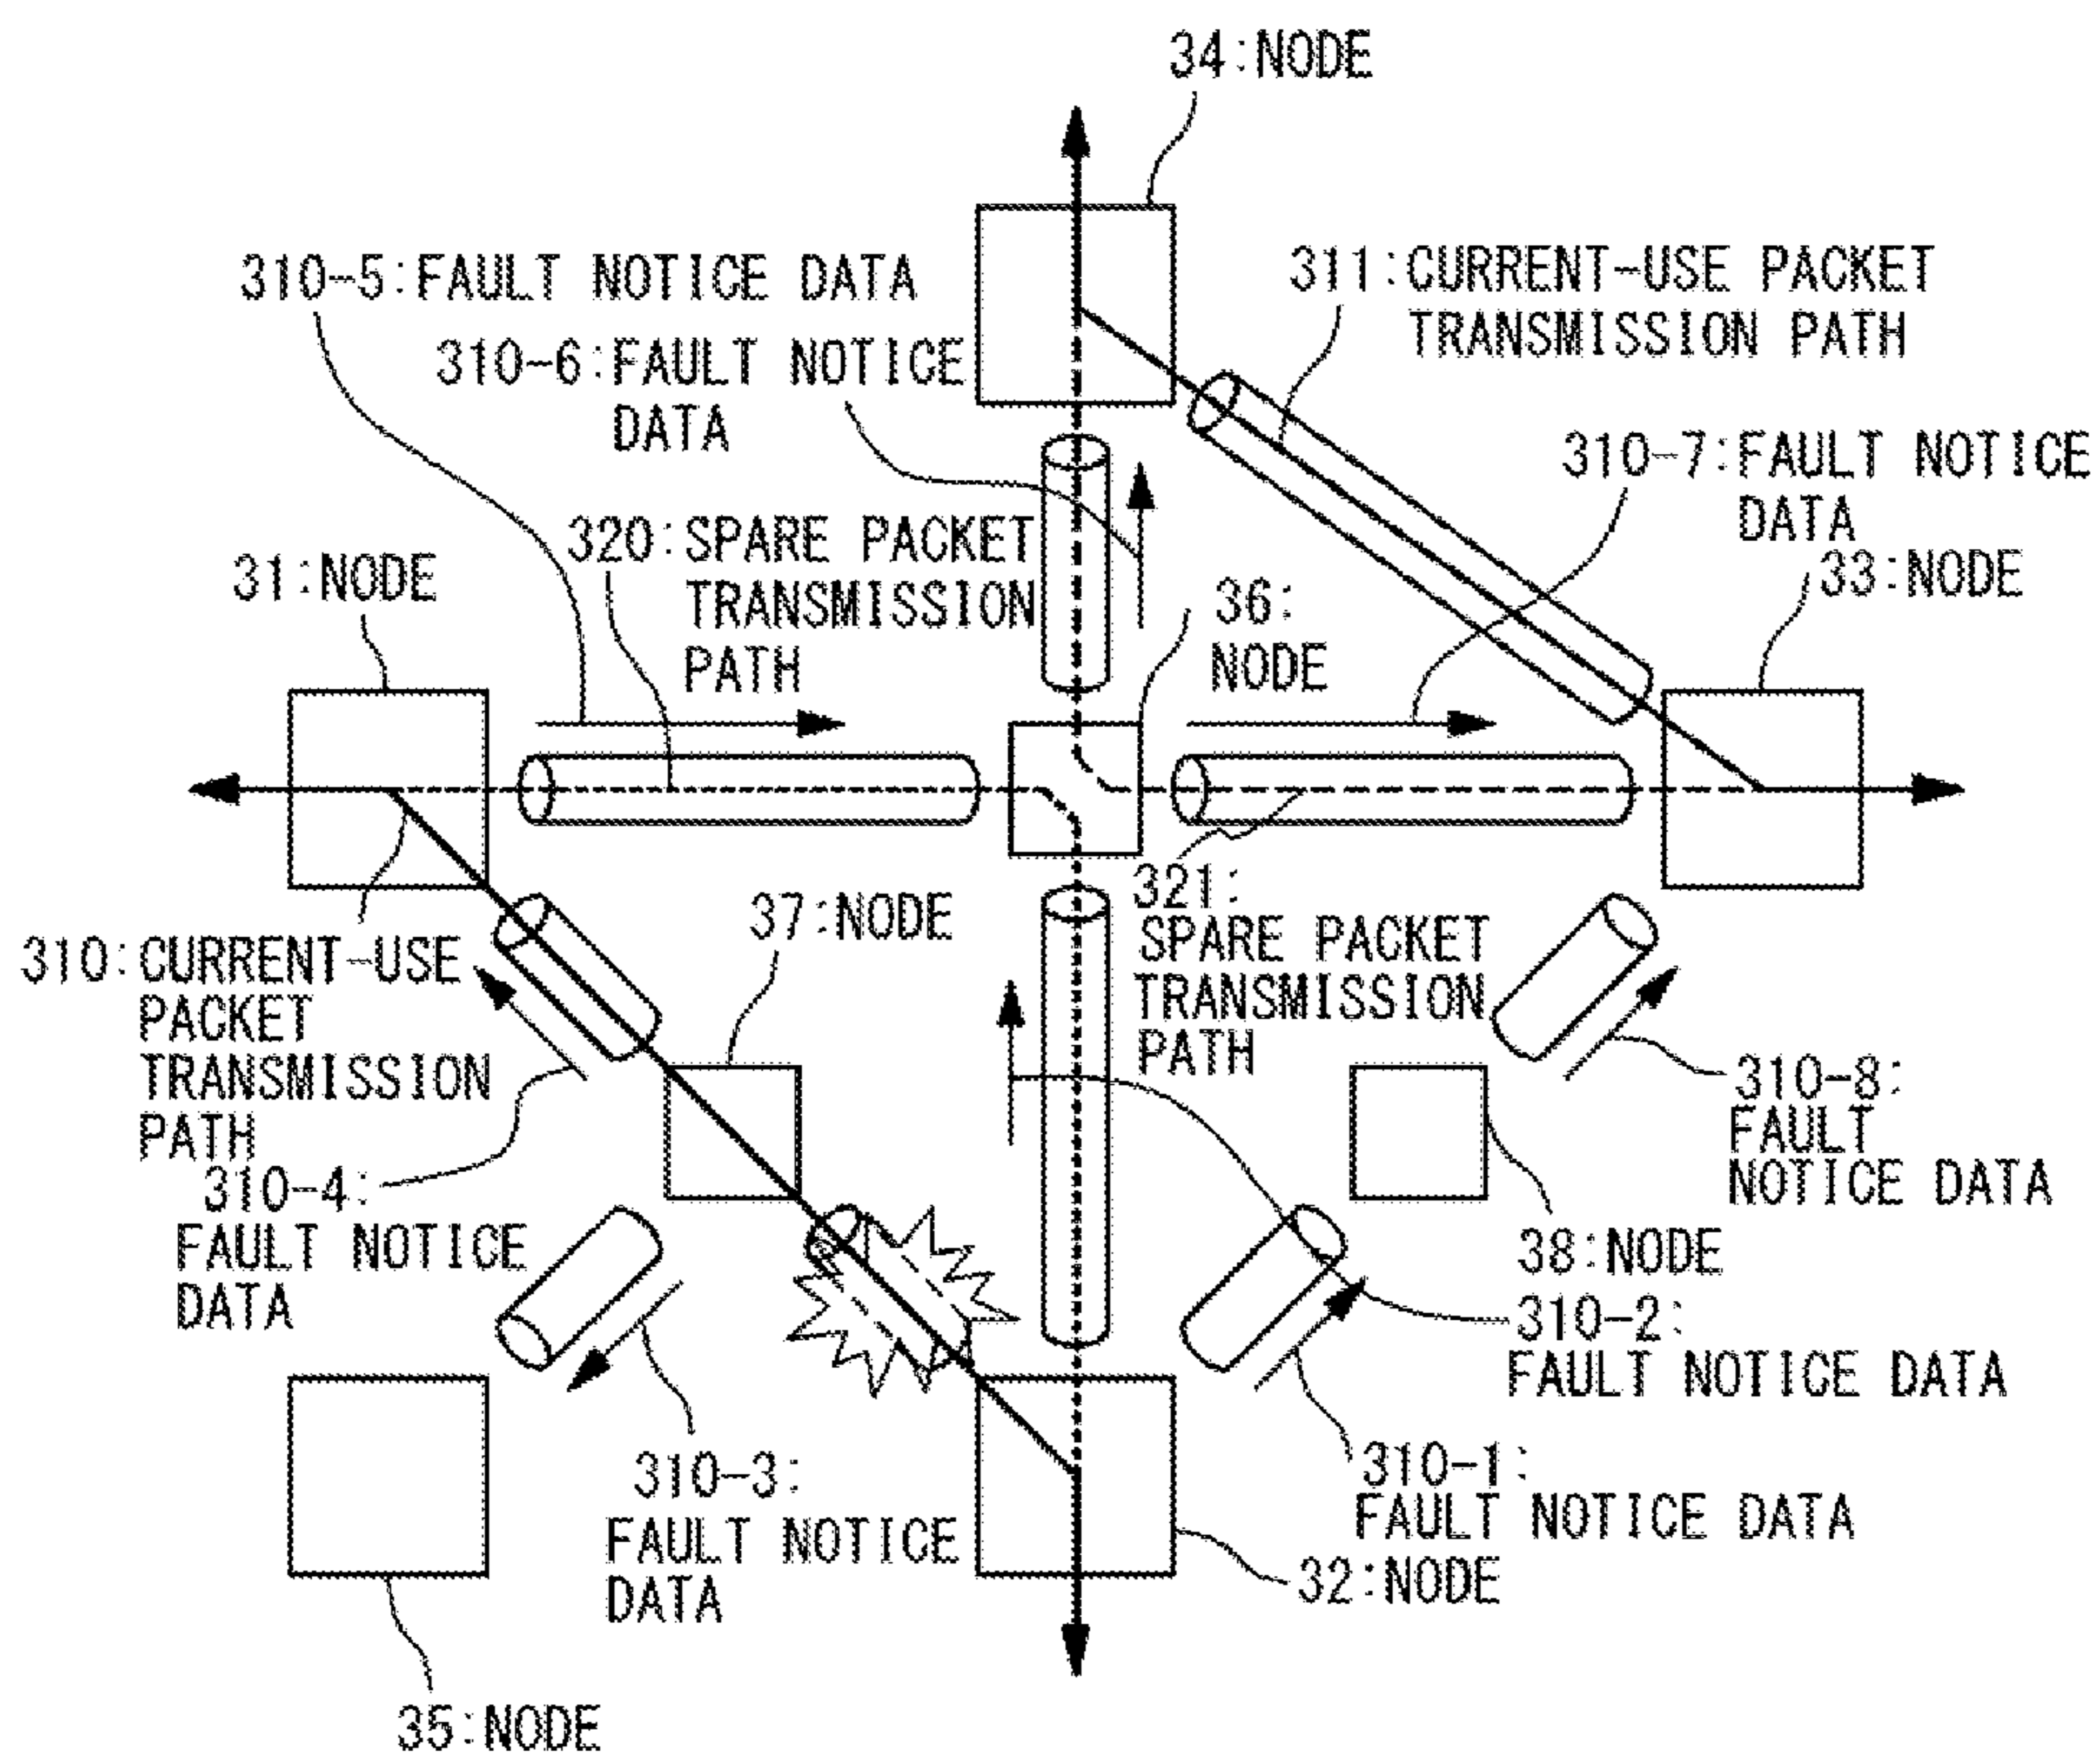 34:NODE
310-5:FAULT NOTICE DATA
311:CURRENT-USE PACKET
TRANSMISSION PATH
310-6:FAULT NOTICE
DATA
310-7:FAULT NOTICE
DATA
320:SPARE PACKET
TRANSMISSION
PATH
31:NODE
36:
NODE
33:NODE
37:NODE
321:
SPARE PACKET
TRANSMISSION
PATH
310:CURRENT-USE
PACKET
TRANSMISSION
PATH
310-8:
FAULT
NOTICE DATA
310-4:
FAULT NOTICE
DATA
38:NODE
310-2:
FAULT NOTICE DATA
310-3:
FAULT NOTICE
DATA
310-1:
FAULT NOTICE DATA
32:NODE
35:NODE